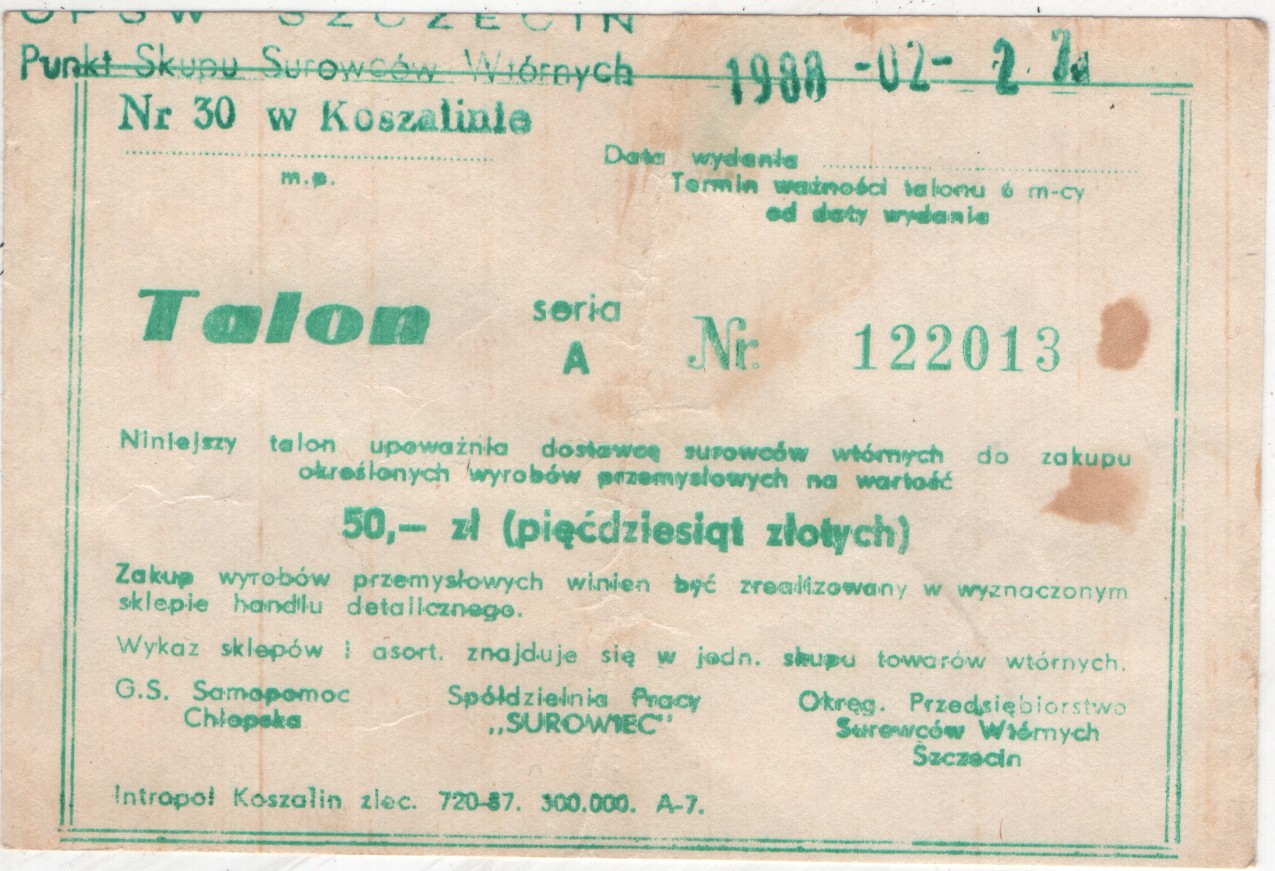 OPSW SZCZECIN
Punkt Skupu Surowców Wtórnych
1988 -02- 2
Nr 30 w Koszalinie
Data wydania
m.p.
Termin ważności talonu 6 m-cy
od daty wydania
Talon
seria
A
Nr. 122013
Niniejszy talon upoważnia dostawcę surowców wtórnych do zakupu
określonych wyrobów przemysłowych na wartość
50,— zł (pięćdziesiąt złotych)
Zakup wyrobów przemysłowych winien być zrealizowany w wyznaczonym
sklepie handlu detalicznego.
Wykaz sklepów i asort. znajduje się w jedn. skupu towarów wtórnych.
G.S. Samopomoc
Chłopska
Spółdzielnia Pracy
„SUROWIEC"
Okręg. Przedsiębiorstwo
Surowców Wtórnych
Szczecin
Intropol Koszalin zlec. 720-87. 300.000. A-7.